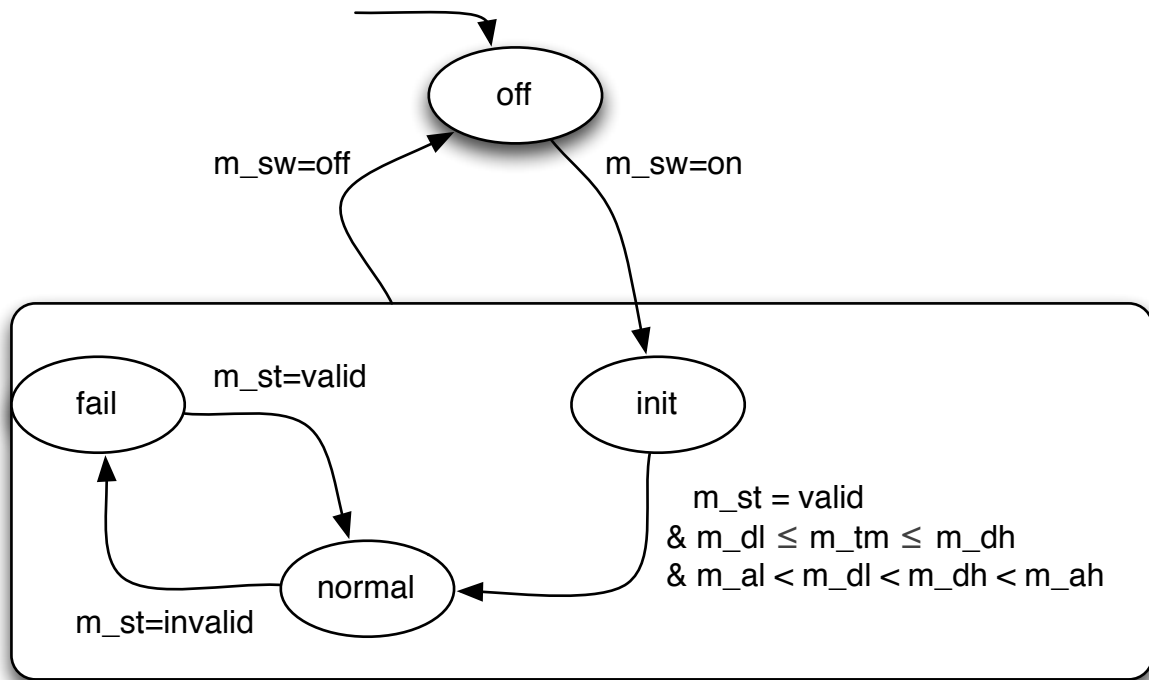 off
m_sw=off
m_sw=on
m_st=valid
fail
init
m_st = valid
& m_dl ≤ m_tm ≤ m_dh
& m_al < m_dl < m_dh < m_ah
normal
m_st=invalid